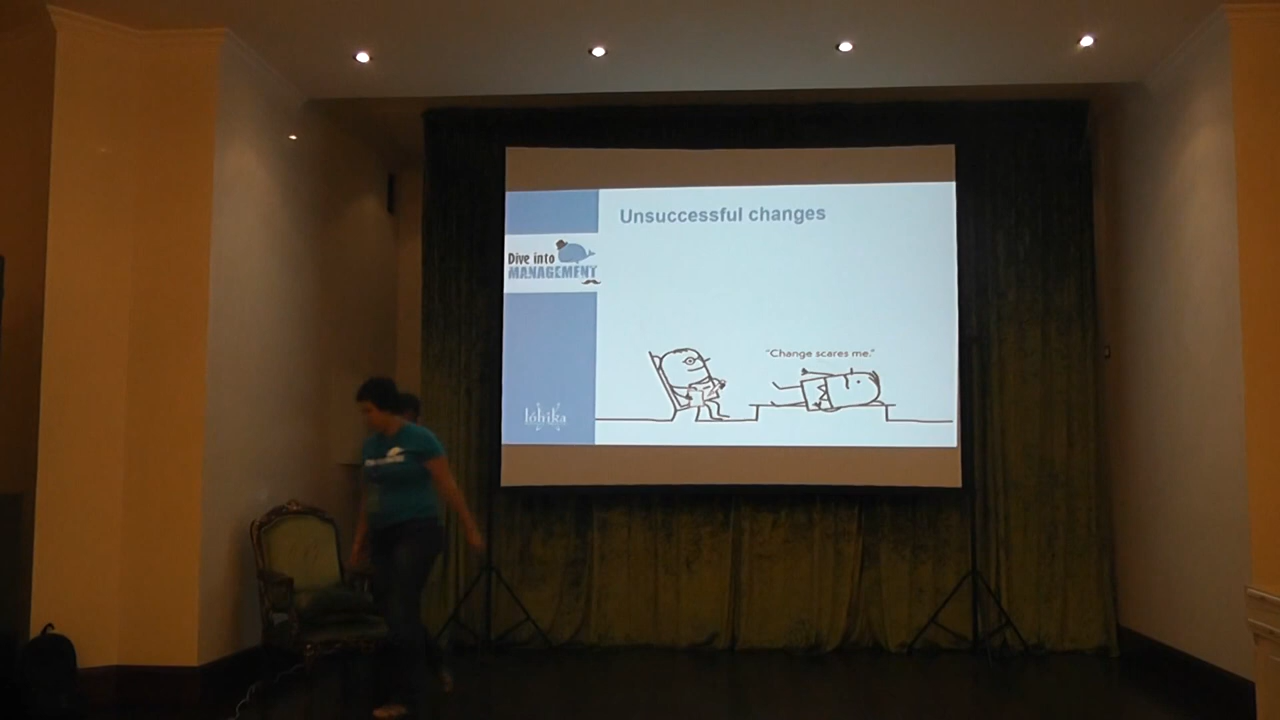 Unsuccessful changes
Dive into
MANAGEMENT
"Change scares me."
lohika